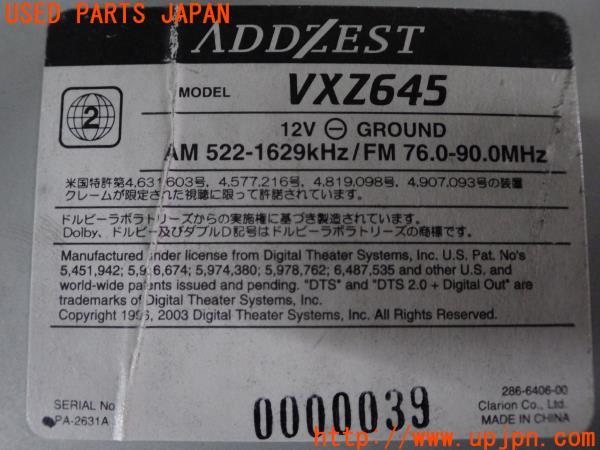 USED PARTS JAPAN
ADDZEST
2
MODEL VXZ645
12V ⊖ GROUND
AM 522-1629kHz/FM 76.0-90.0MHz
米国特許第4,631,603号, 4,577,216号, 4,819,098号, 4,907,093号の装置
クレームが限定された視聴に限って許諾されています。
ドルビーラボラトリーズからの実施権に基づき製造されています。
Dolby、ドルビー及びダブルD記号はドルビーラボラトリーズの商標です。
Manufactured under license from Digital Theater Systems, Inc. U.S. Pat. No's
5,451,942; 5,956,674; 5,974,380; 5,978,762; 6,487,535 and other U.S. and
world-wide patents issued and pending. "DTS" and "DTS 2.0 + Digital Out" are
trademarks of Digital Theater Systems, Inc.
Copyright 1996, 2003 Digital Theater Systems, Inc. All Rights Reserved.
286-6406-00
SERIAL No. 0000039 Clarion Co., Ltd.
PA-2631A MADE IN CHINA
(株) ユーパーツ http://www.upjpn.com